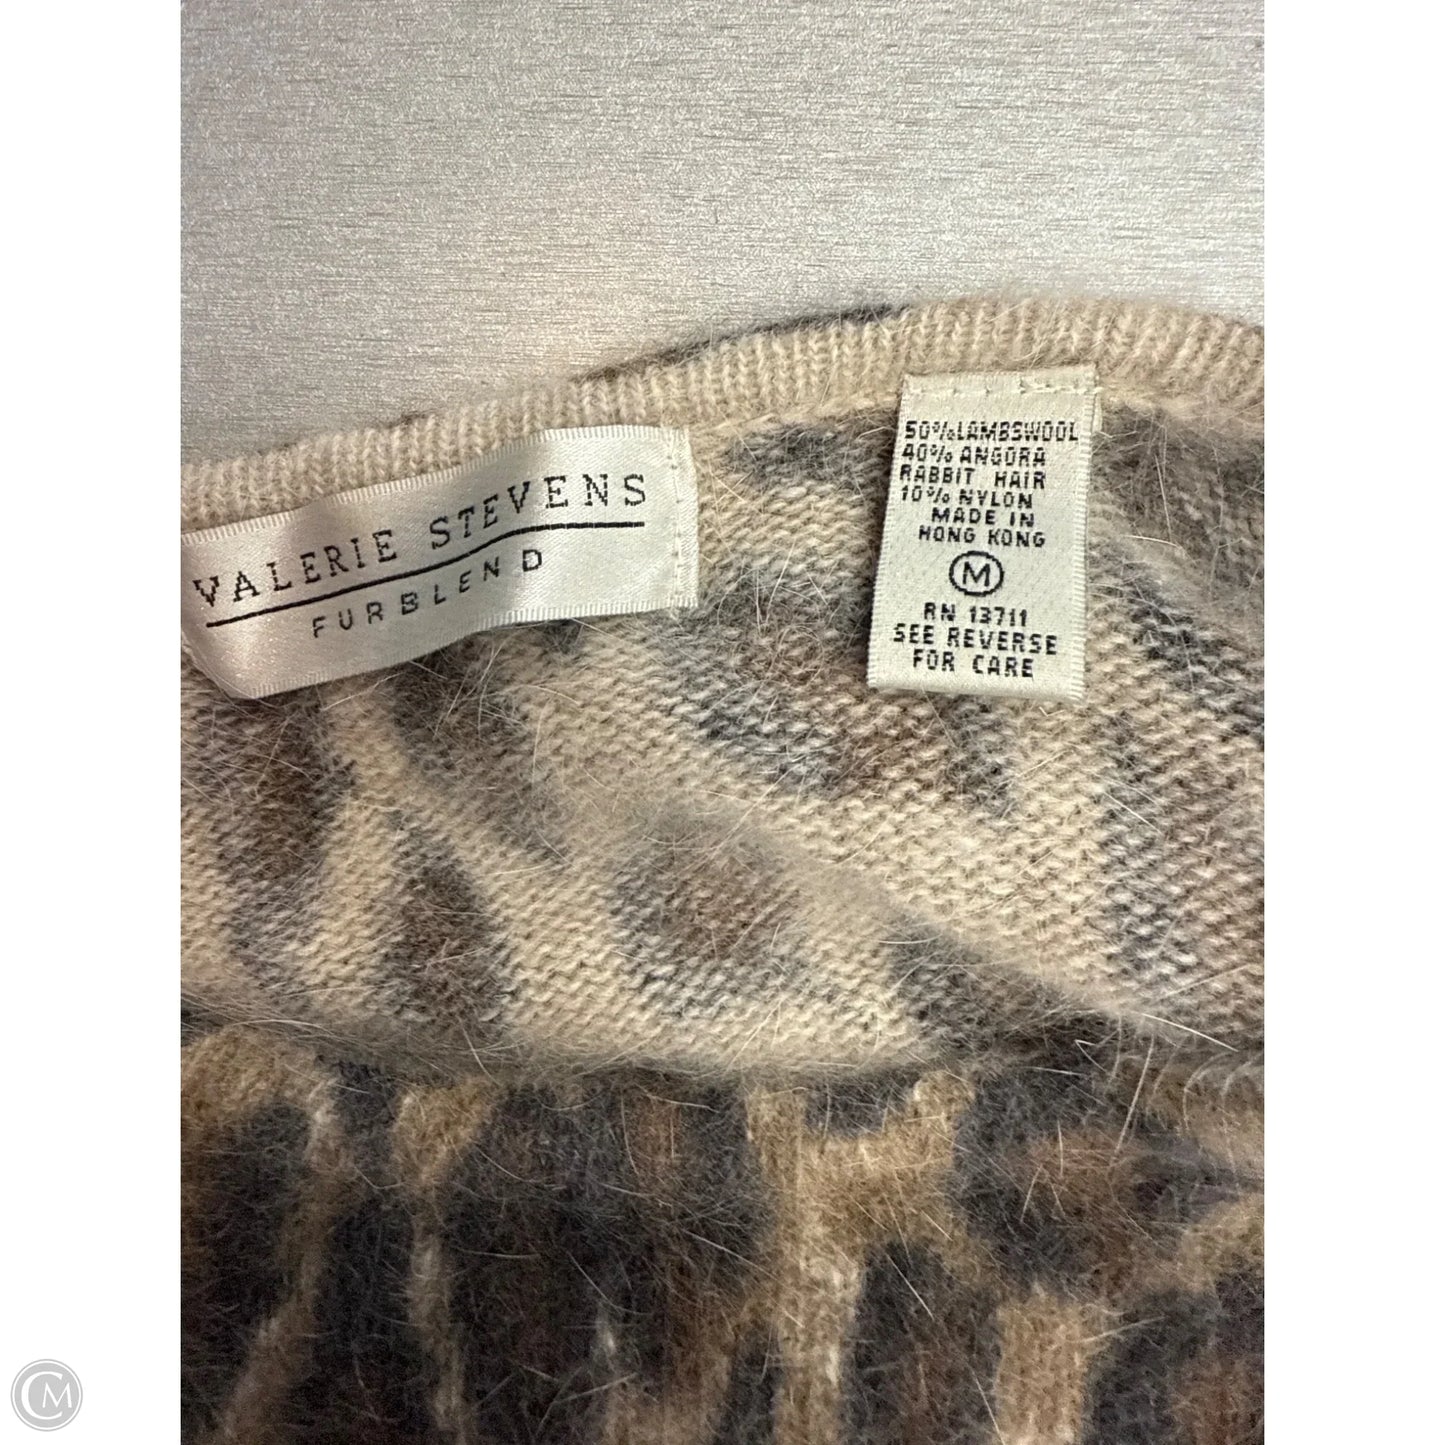 VALERIE STEVENS
FURBLEND
50% LAMBSWOOL
40% ANGORA
RABBIT HAIR
10% NYLON
MADE IN
HONG KONG
M
RN 13711
SEE REVERSE
FOR CARE
CM